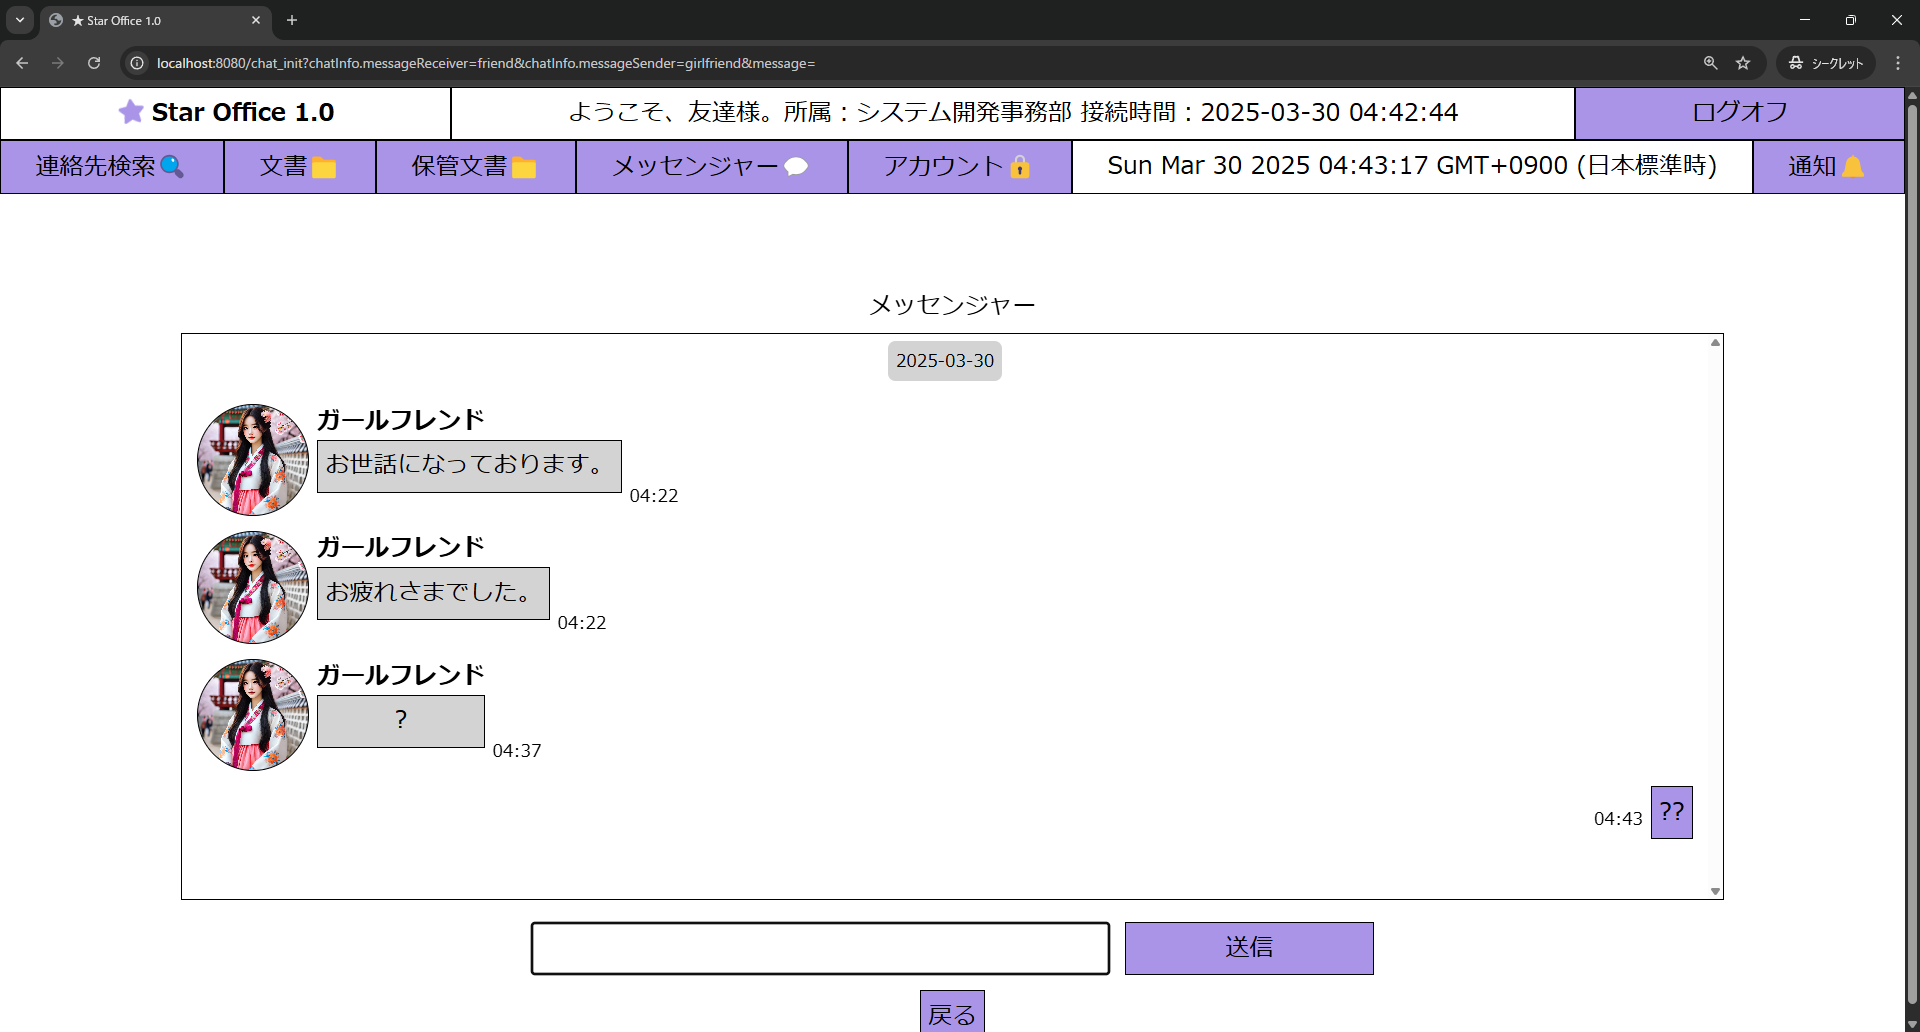 ★ Star Office 1.0
localhost:8080/chat_init?chatInfo.messageReceiver=friend&chatInfo.messageSender=girlfriend&message=
シークレット
Star Office 1.0
ようこそ、友達様。所属：システム開発事務部 接続時間：2025-03-30 04:42:44
ログオフ
連絡先検索
文書
保管文書
メッセンジャー
アカウント
Sun Mar 30 2025 04:43:17 GMT+0900 (日本標準時)
通知
メッセンジャー
2025-03-30
ガールフレンド
お世話になっております。
04:22
ガールフレンド
お疲れさまでした。
04:22
ガールフレンド
?
04:37
04:43
??
送信
戻る